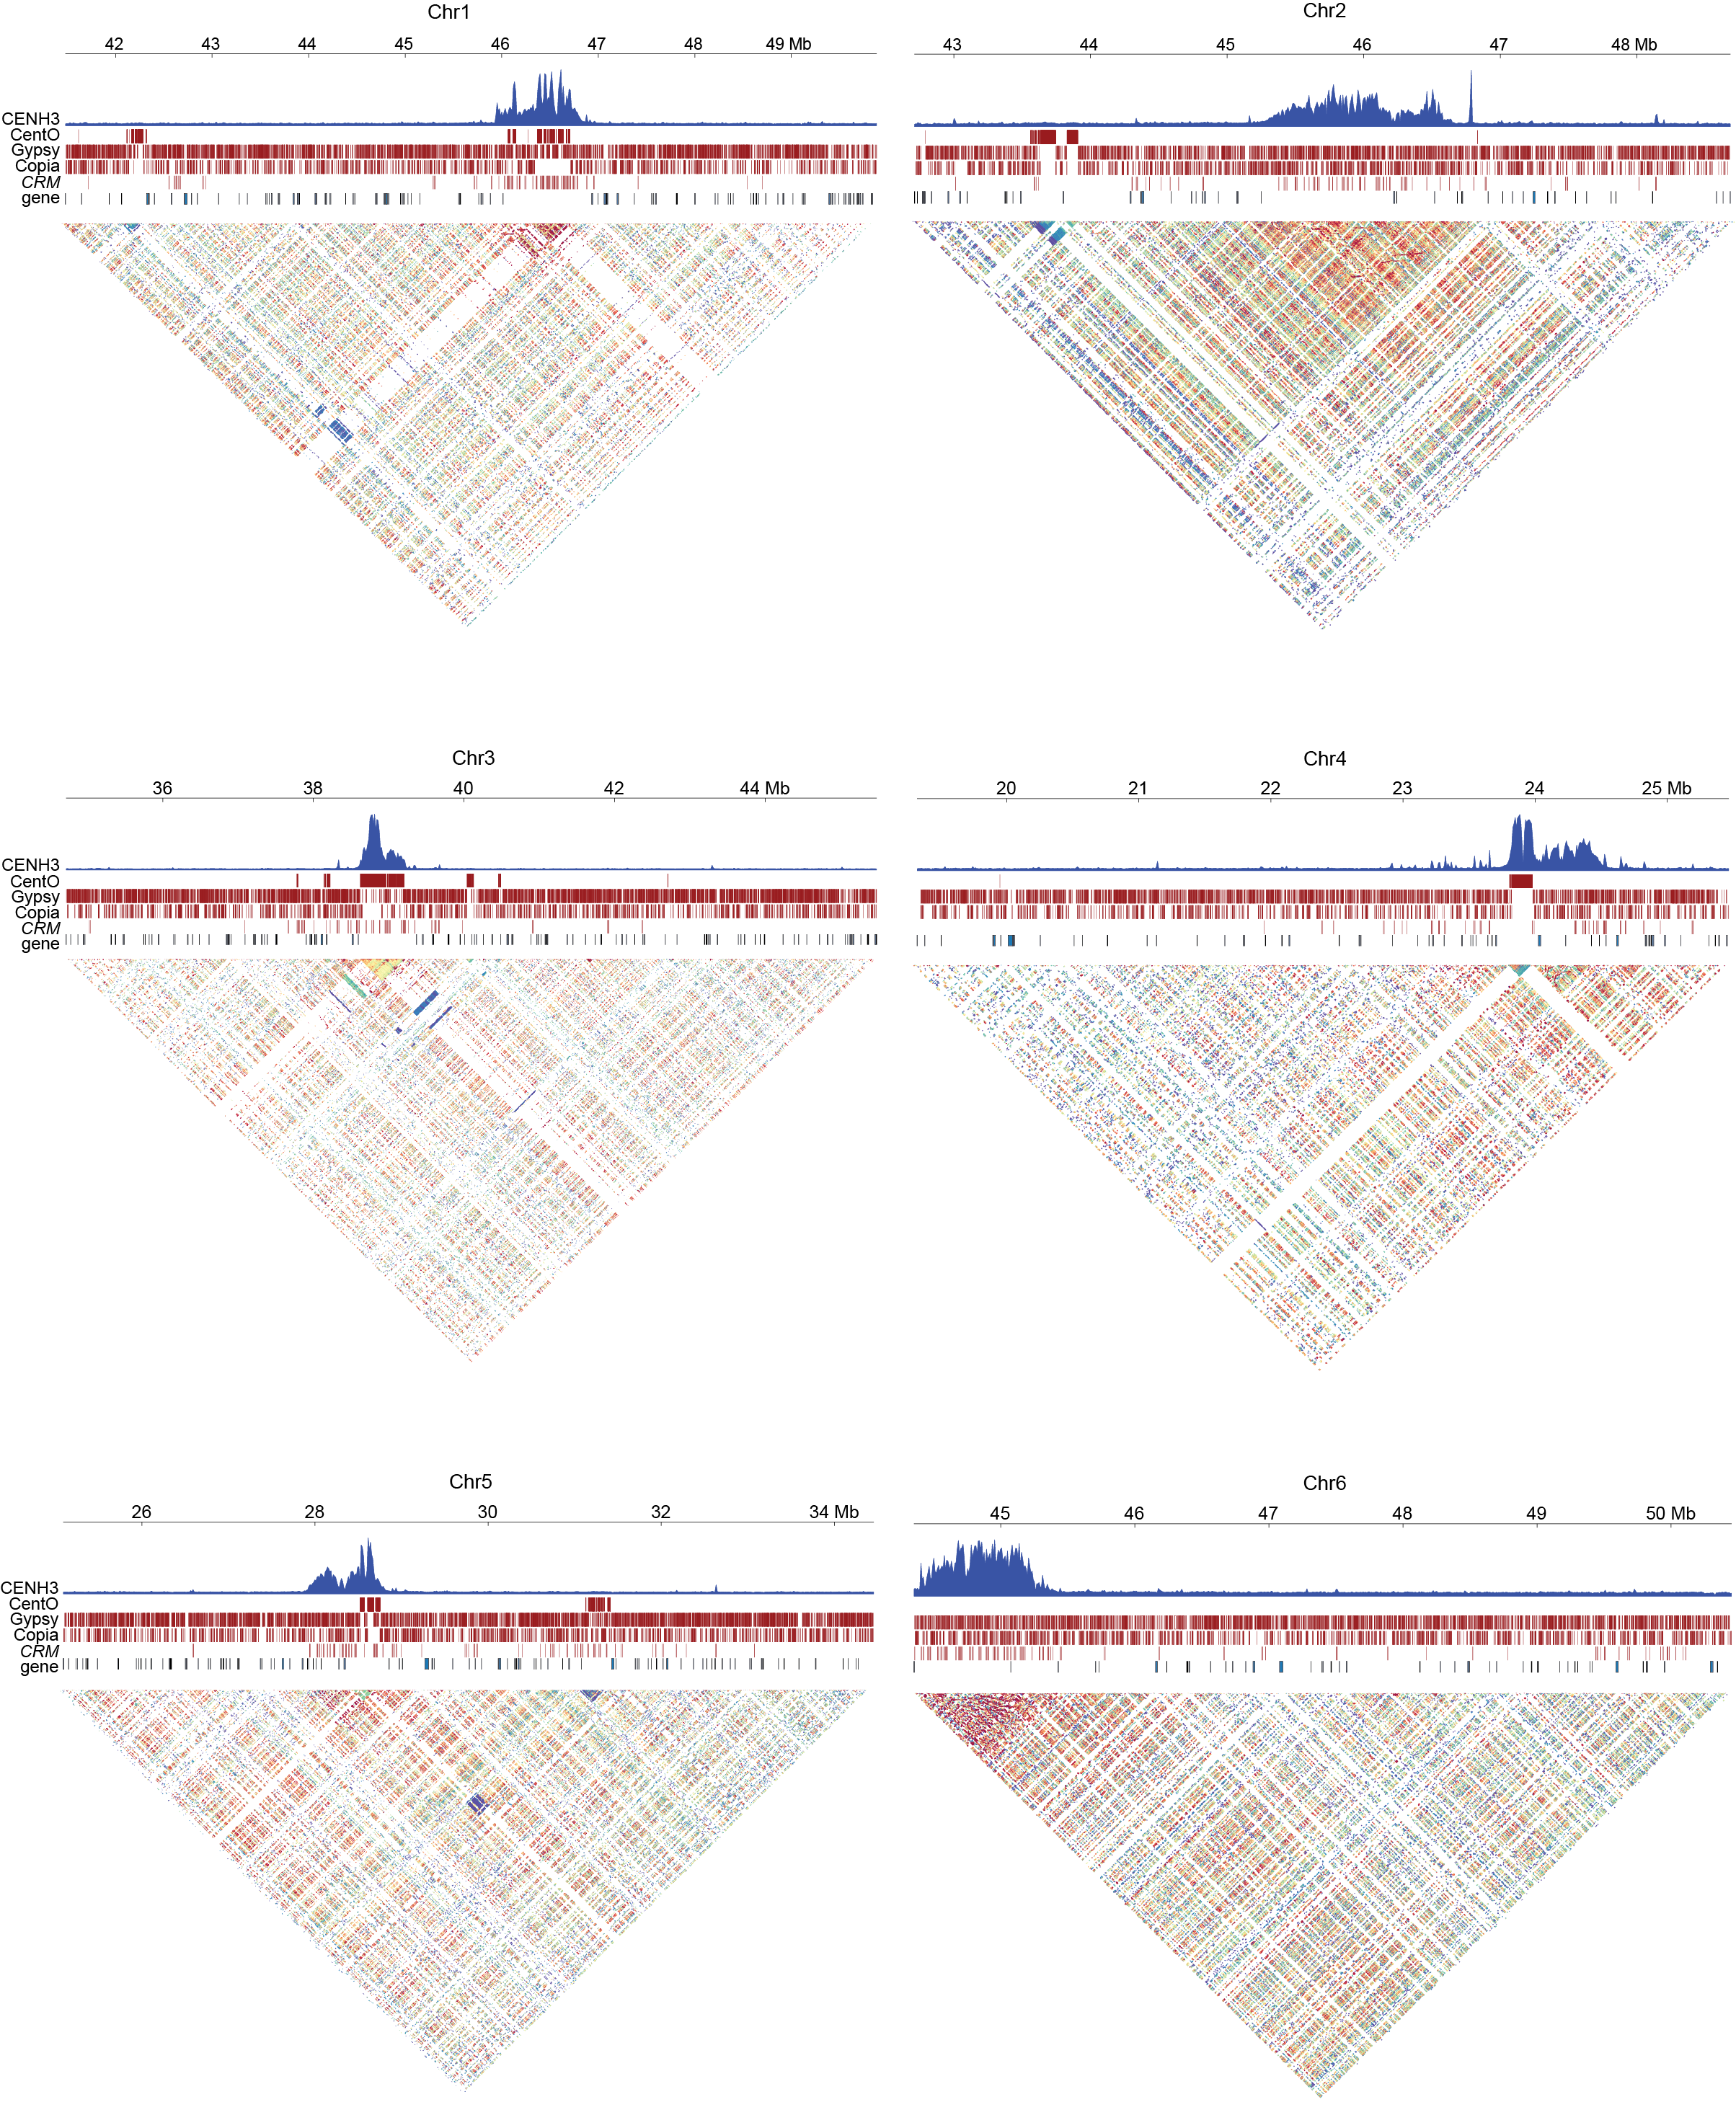 Chr1
42 43 44 45 46 47 48 49 Mb
CENH3
CentO
Gypsy
Copia
CRM
gene
Chr2
43 44 45 46 47 48 Mb
Chr3
36 38 40 42 44 Mb
CENH3
CentO
Gypsy
Copia
CRM
gene
Chr4
20 21 22 23 24 25 Mb
Chr5
26 28 30 32 34 Mb
CENH3
CentO
Gypsy
Copia
CRM
gene
Chr6
45 46 47 48 49 50 Mb